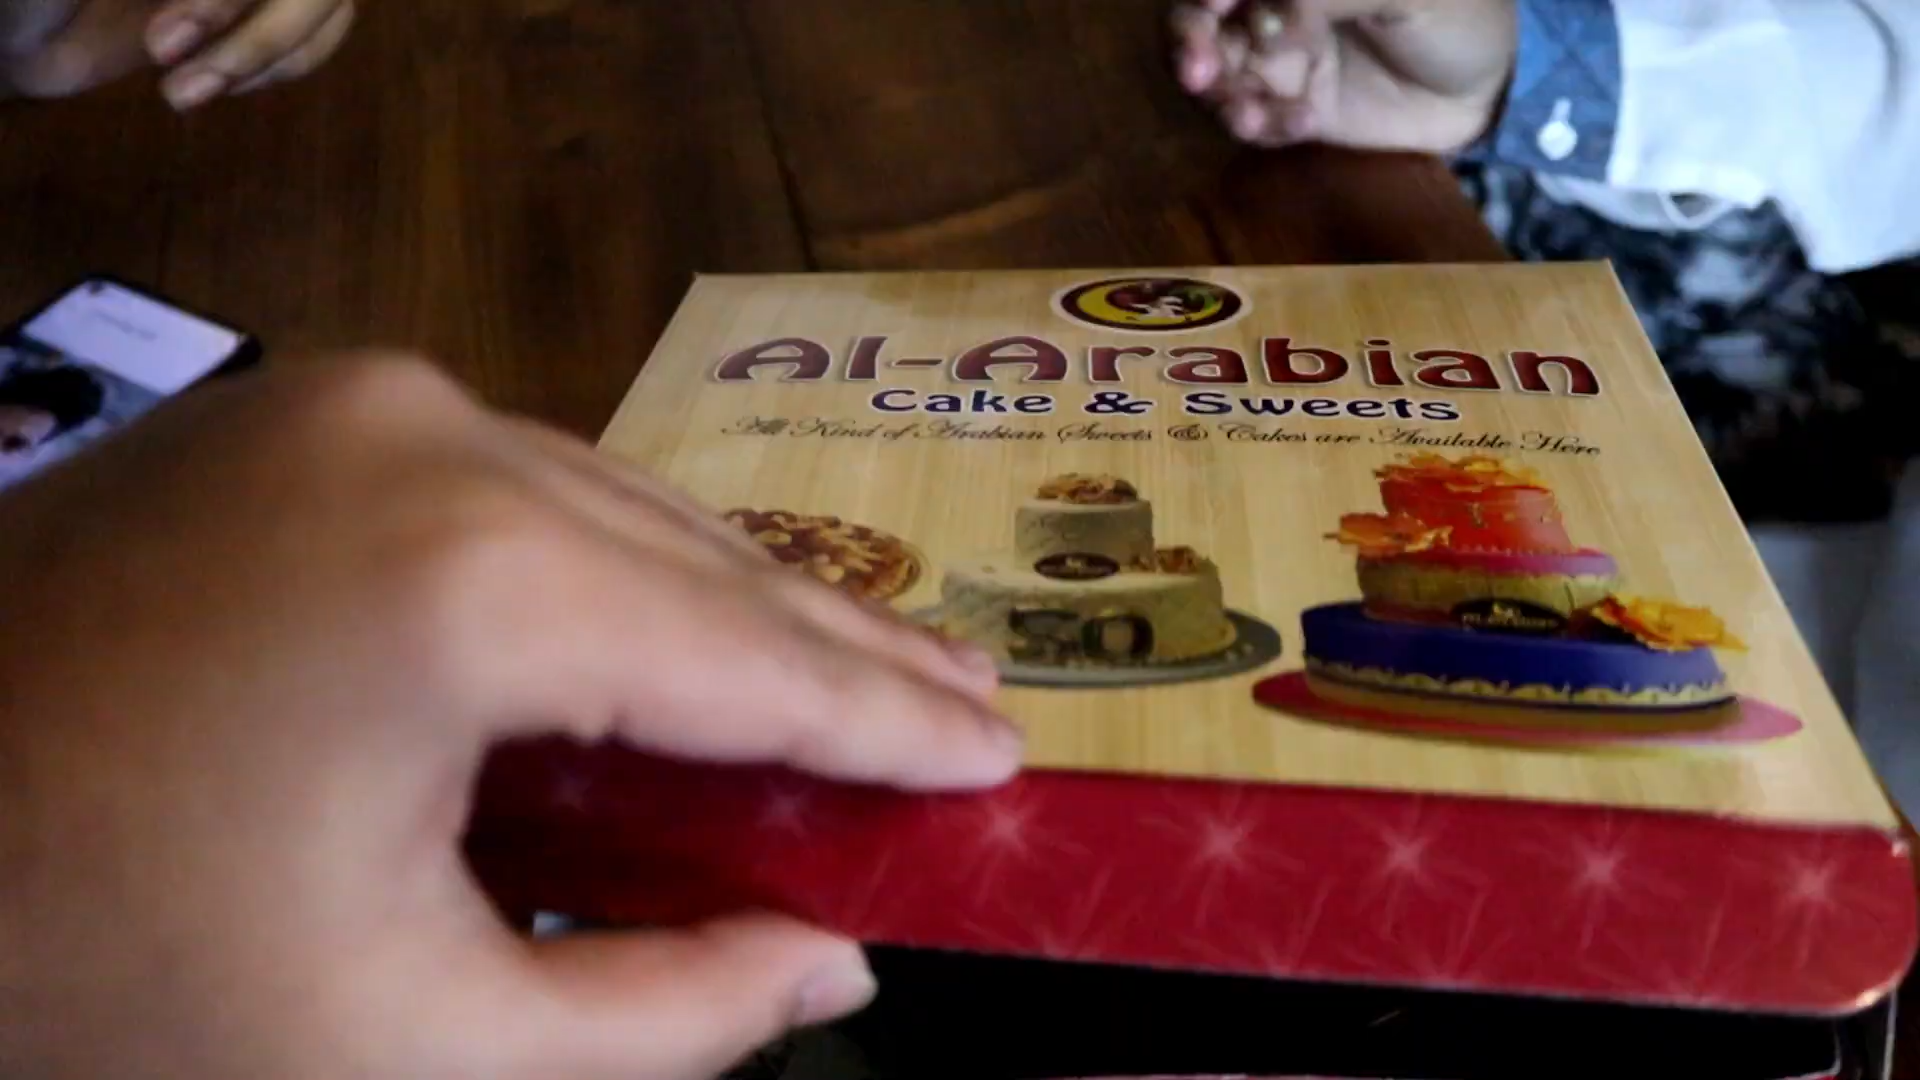 Al-Arabian
Cake & Sweets
All Kind of Arabian Sweets & Cakes are Available Here
50